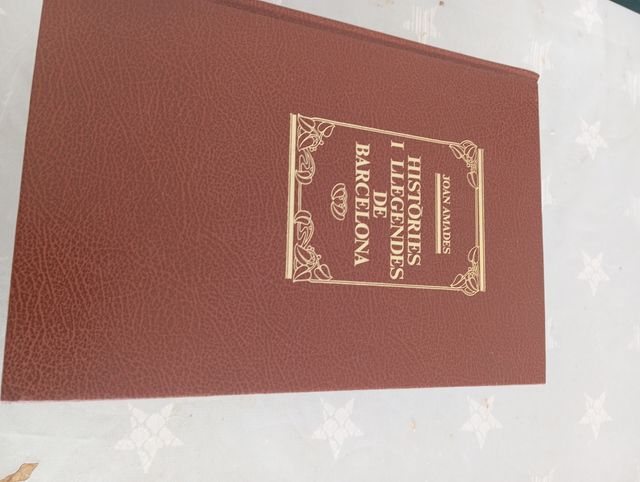 JOAN AMADES
HISTÒRIES
I LLEGENDES
DE
BARCELONA